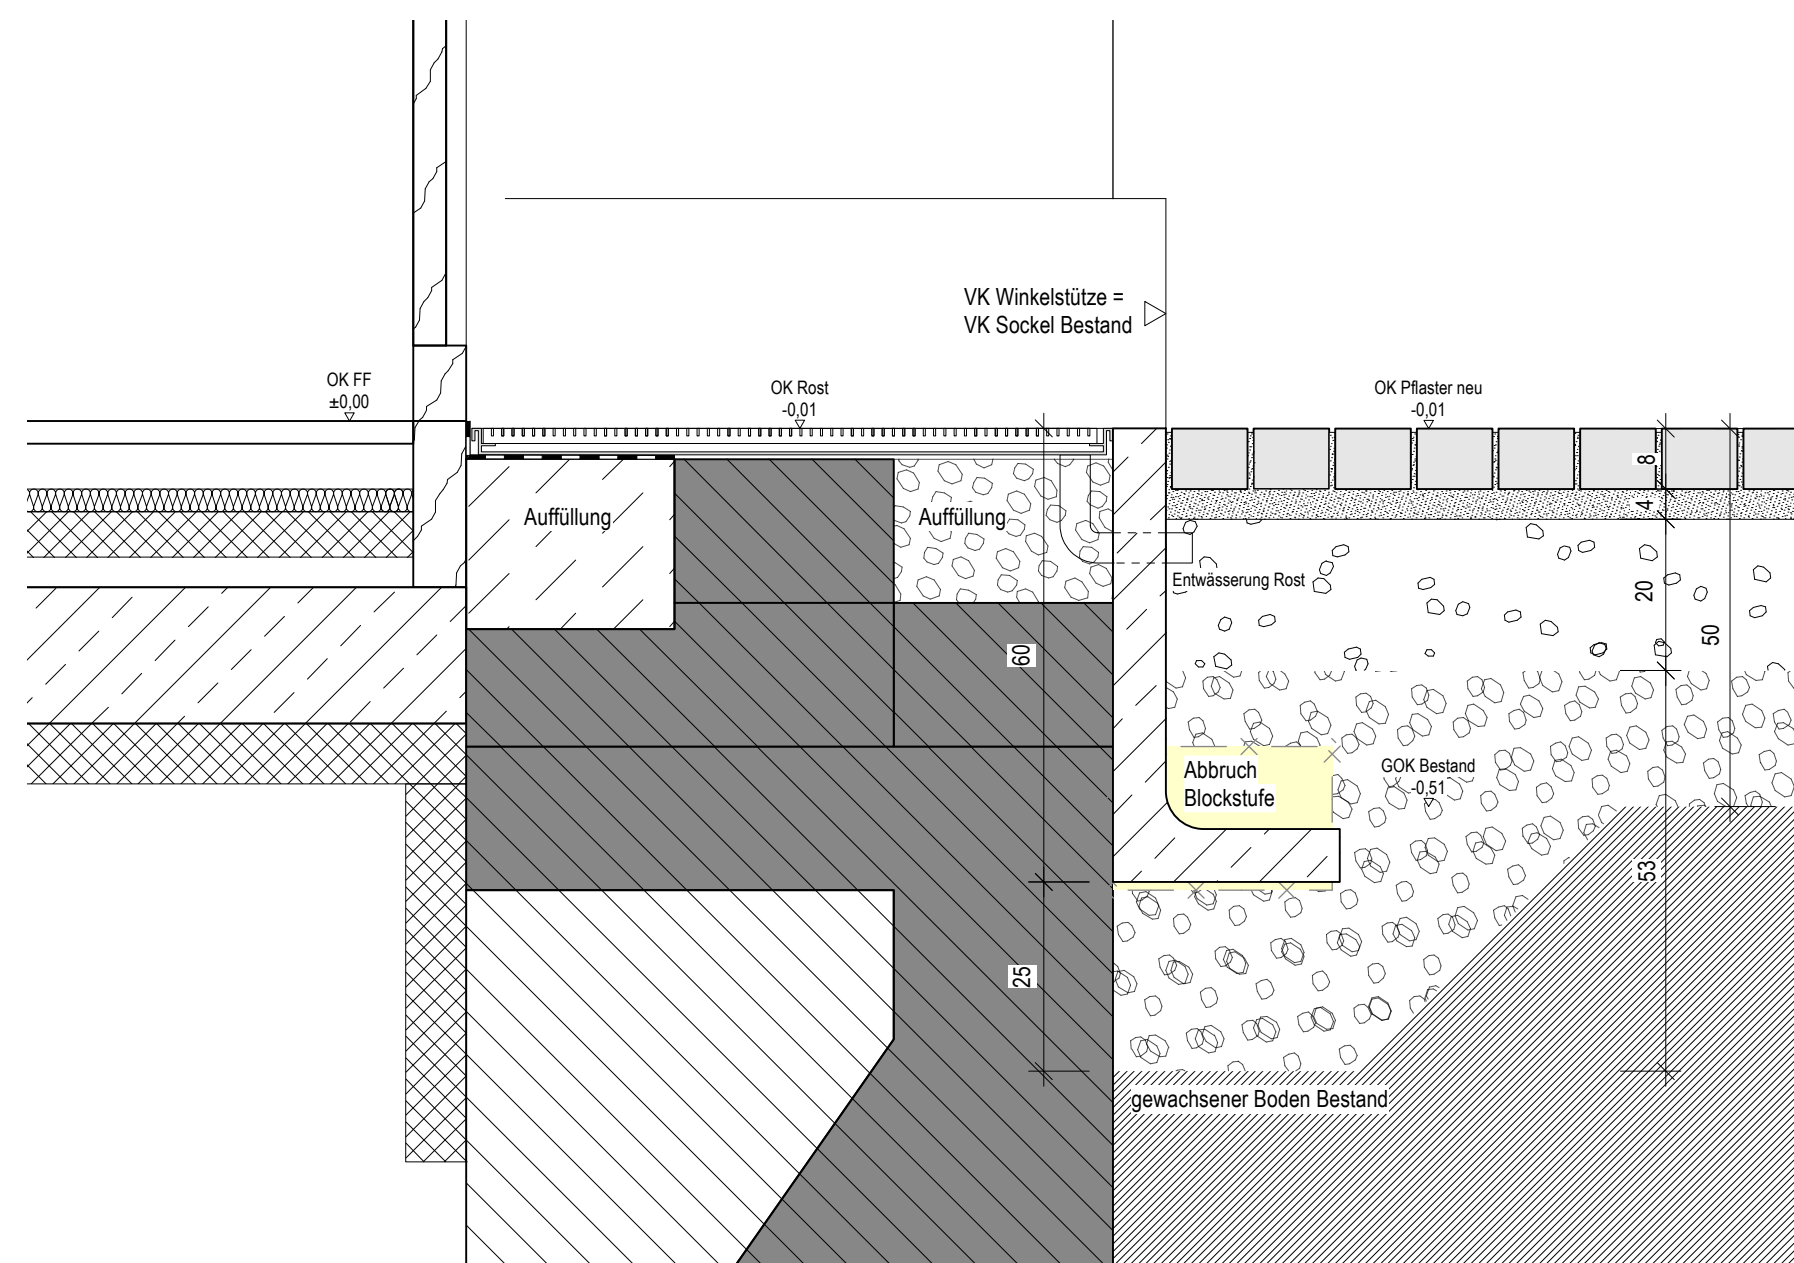 VK Winkelstütze =
VK Sockel Bestand
OK FF
±0,00
OK Rost
-0,01
OK Pflaster neu
-0,01
8
4
Auffüllung
Auffüllung
Entwässerung Rost
20
50
60
Abbruch
Blockstufe
GOK Bestand
-0,51
53
25
gewachsener Boden Bestand